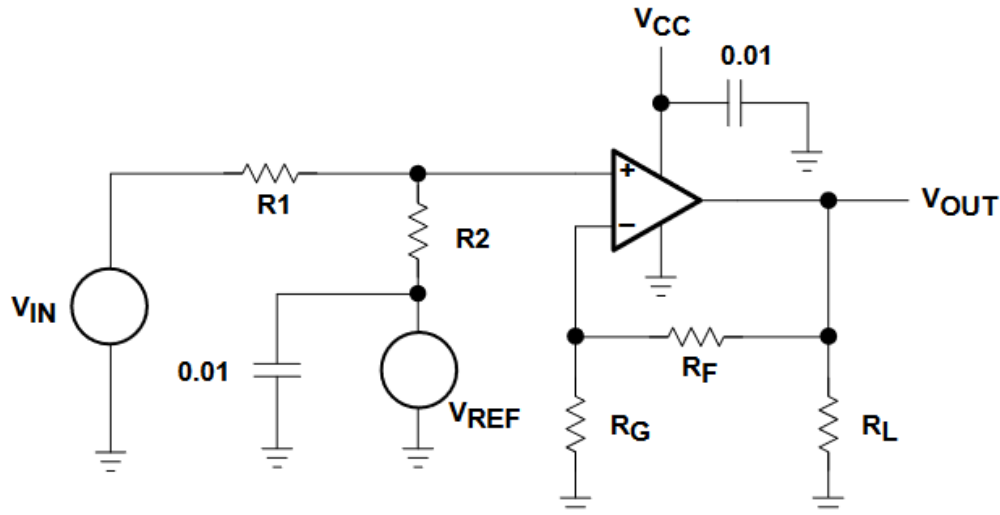 VCC
0.01
R1
+
R2
−
VOUT
VIN
0.01
VREF
RF
RG
RL